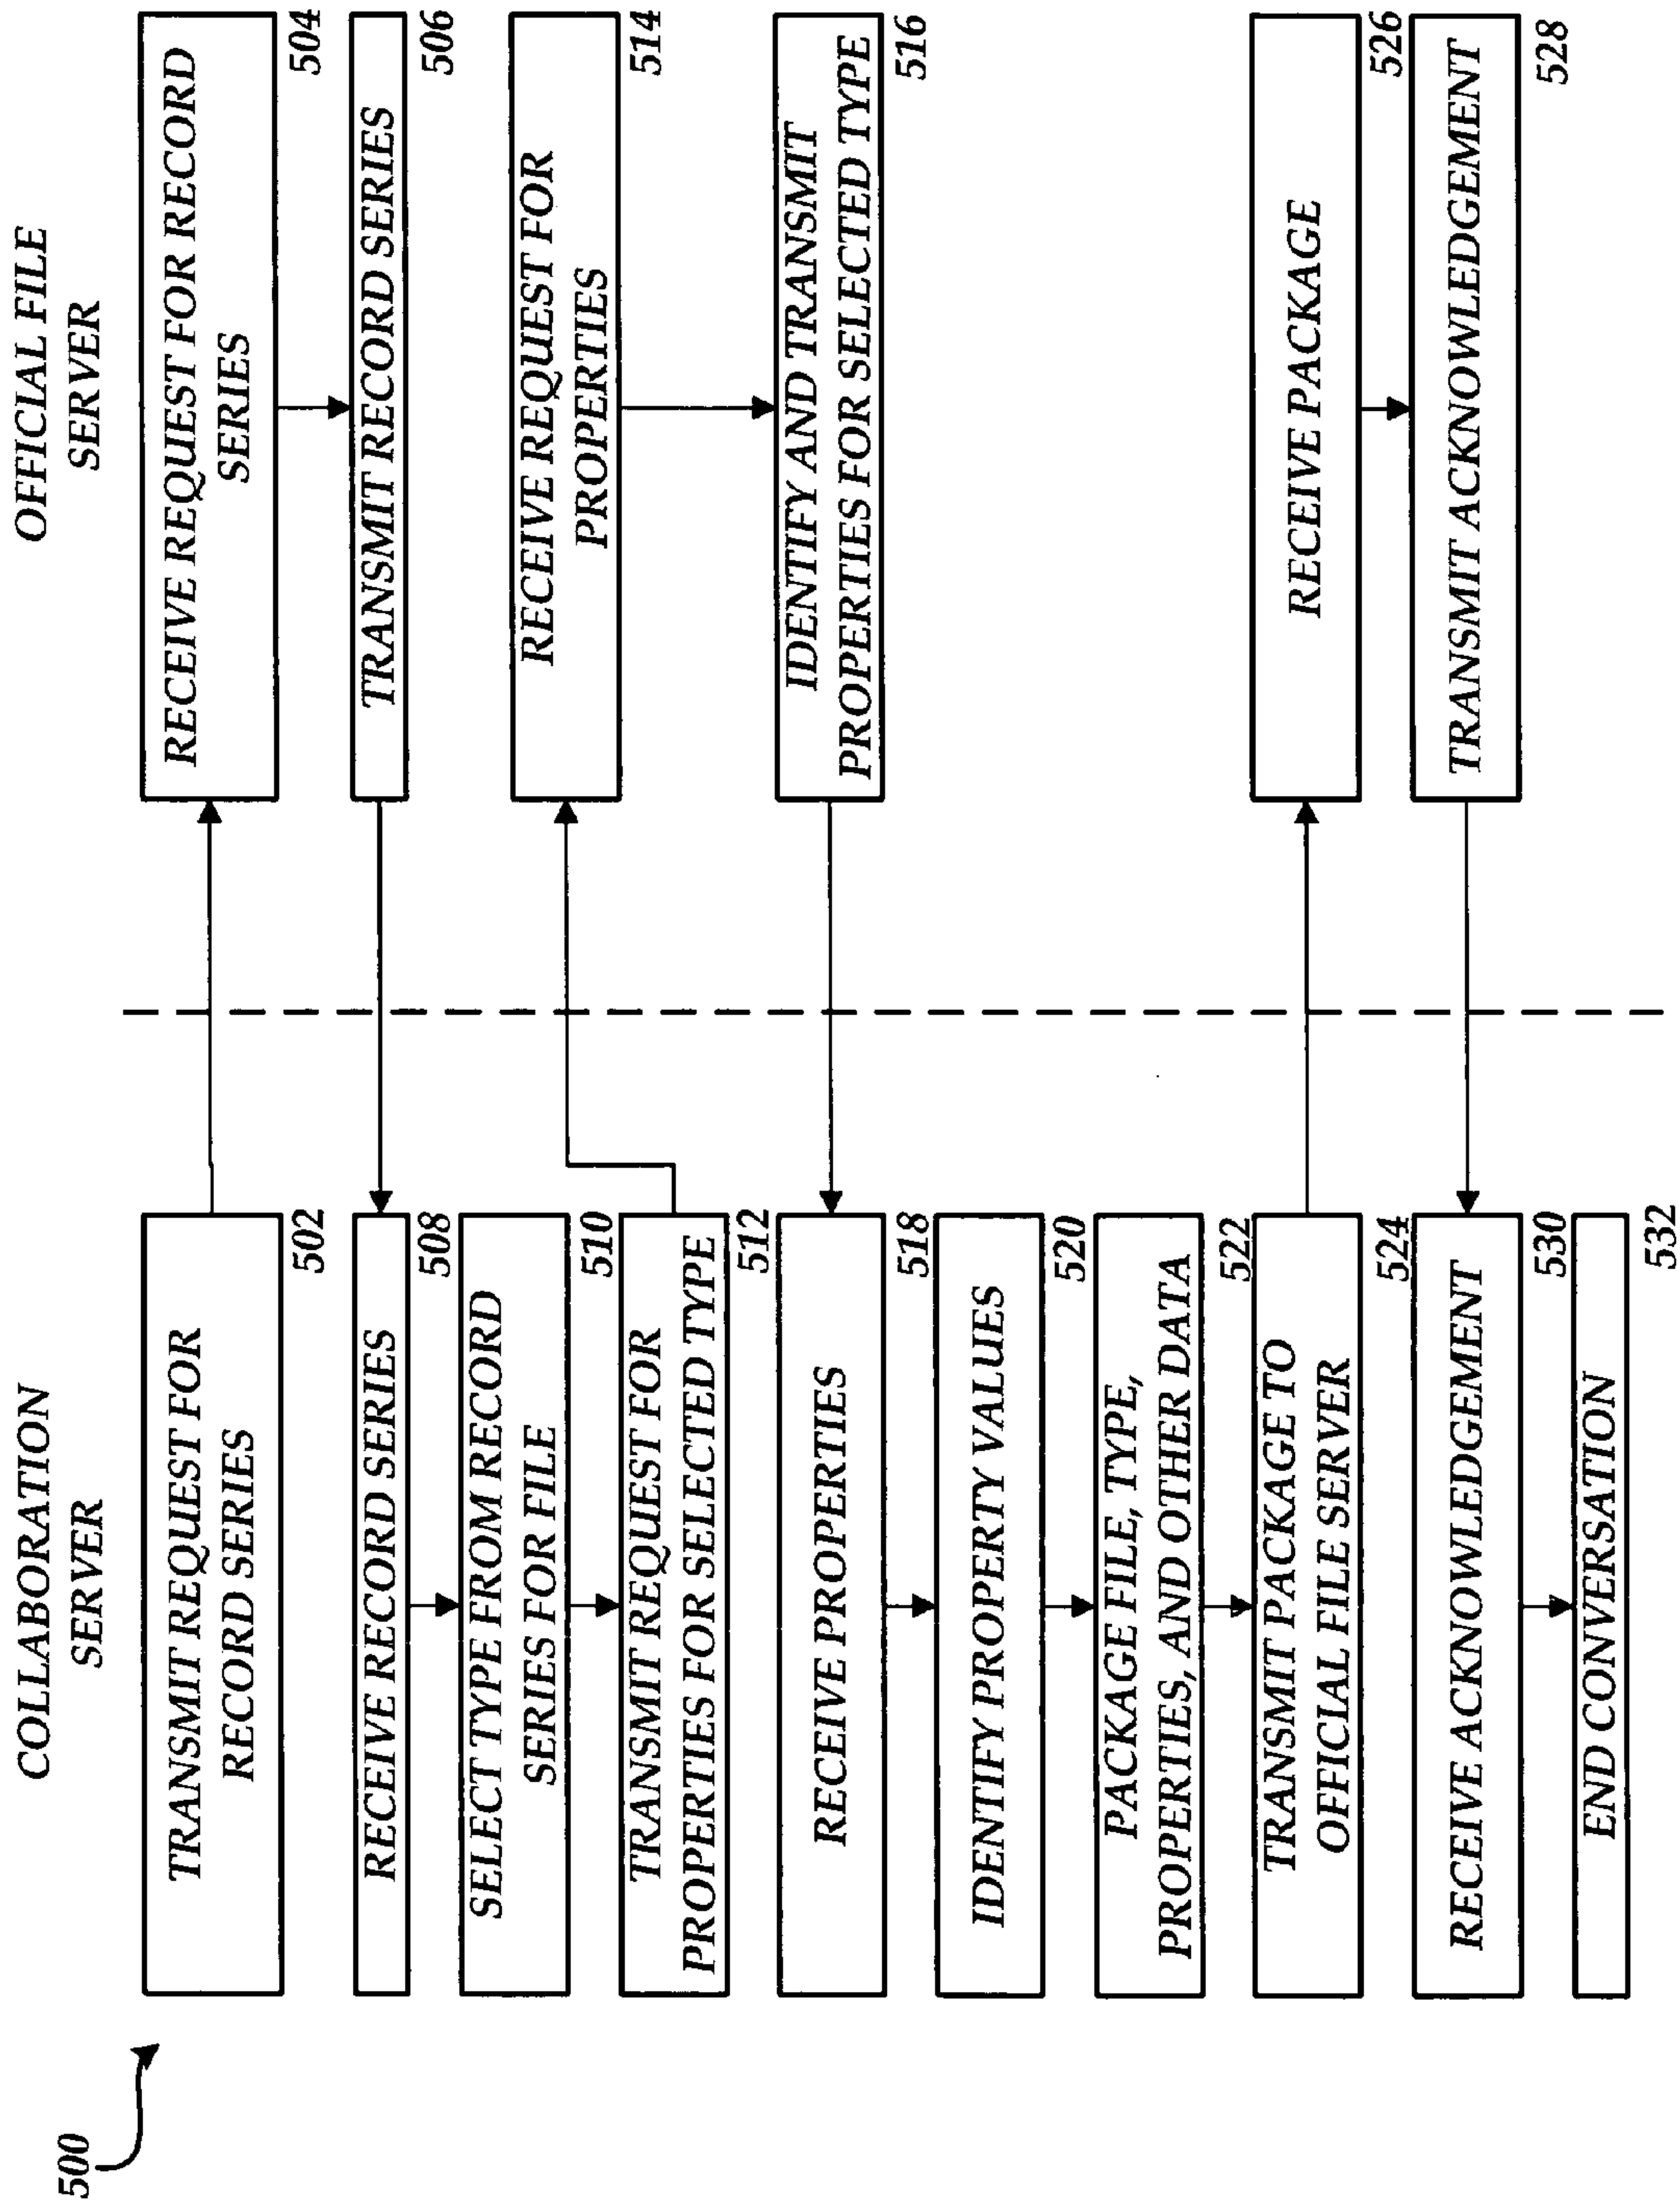 500
COLLABORATION
SERVER
OFFICIAL FILE
SERVER
TRANSMIT REQUEST FOR
RECORD SERIES
502
RECEIVE REQUEST FOR RECORD
SERIES
504
TRANSMIT RECORD SERIES
506
RECEIVE RECORD SERIES
508
SELECT TYPE FROM RECORD
SERIES FOR FILE
510
TRANSMIT REQUEST FOR
PROPERTIES FOR SELECTED TYPE
512
RECEIVE REQUEST FOR
PROPERTIES
514
IDENTIFY AND TRANSMIT
PROPERTIES FOR SELECTED TYPE
516
RECEIVE PROPERTIES
518
IDENTIFY PROPERTY VALUES
520
PACKAGE FILE, TYPE,
PROPERTIES, AND OTHER DATA
522
TRANSMIT PACKAGE TO
OFFICIAL FILE SERVER
524
RECEIVE PACKAGE
526
TRANSMIT ACKNOWLEDGEMENT
528
RECEIVE ACKNOWLEDGEMENT
530
END CONVERSATION
532